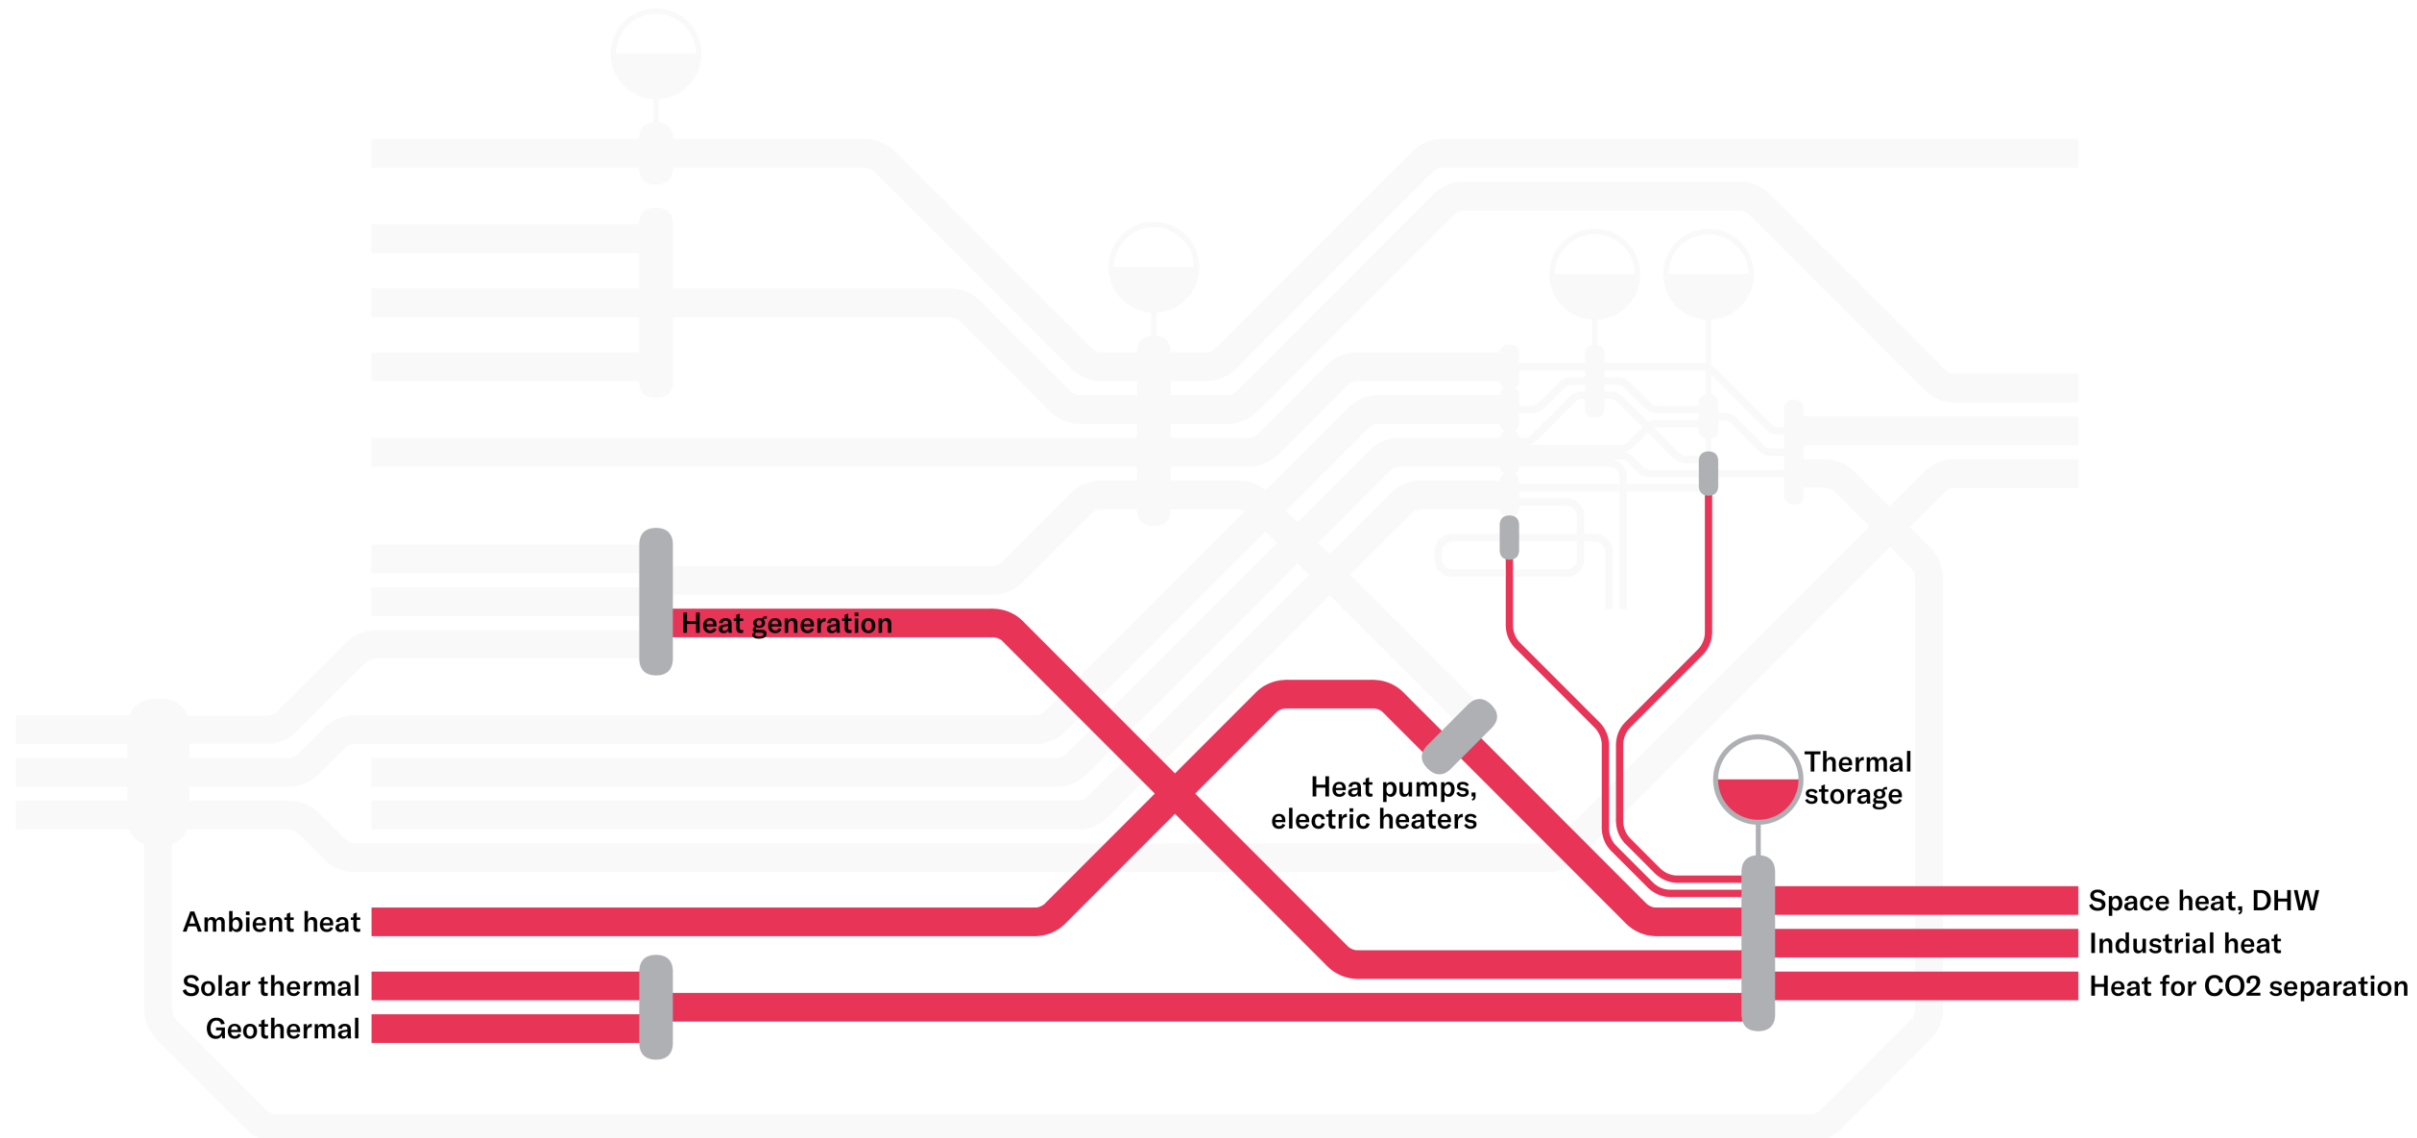 Heat generation
Heat pumps,
electric heaters
Thermal
storage
Ambient heat
Solar thermal
Geothermal
Space heat, DHW
Industrial heat
Heat for CO2 separation